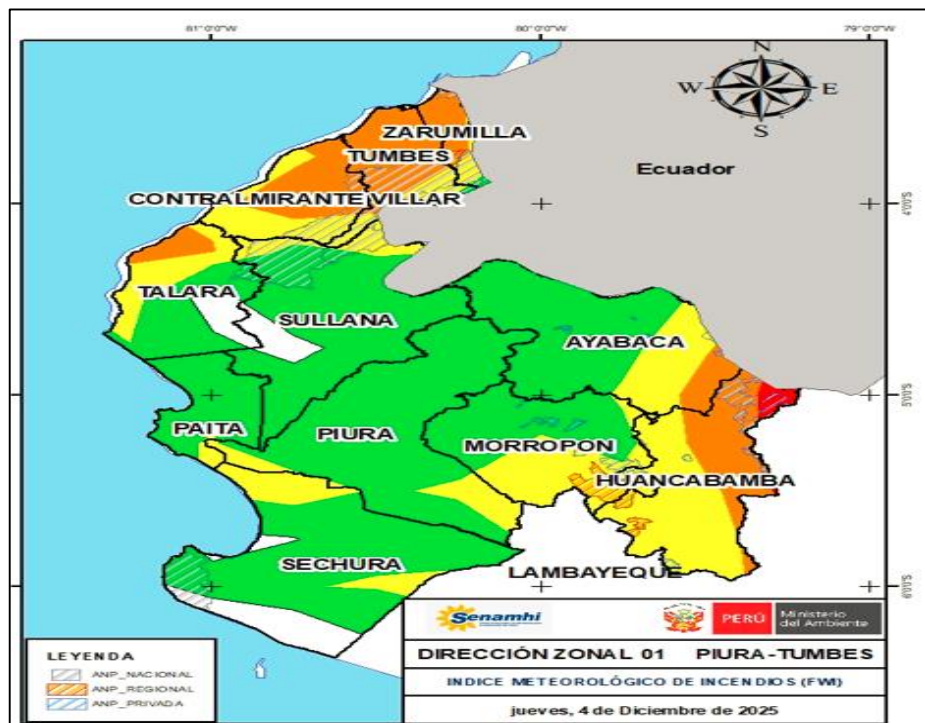 81°0'0"W 80°0'0"W 79°0'0"W
N
W E
S
ZARUMILLA
TUMBES
Ecuador
CONTRALMIRANTE VILLAR
4°0'0"S
TALARA
SULLANA
AYABACA
5°0'0"S
PAITA
PIURA
MORROPON
HUANCABAMBA
SECHURA
LAMBAYEQUE
6°0'0"S
Senamhi
PERÚ
Ministerio
del Ambiente
DIRECCIÓN ZONAL 01 PIURA-TUMBES
INDICE METEOROLÓGICO DE INCENDIOS (FWI)
jueves, 4 de Diciembre de 2025
LEYENDA
ANP_NACIONAL
ANP_REGIONAL
ANP_PRIVADA